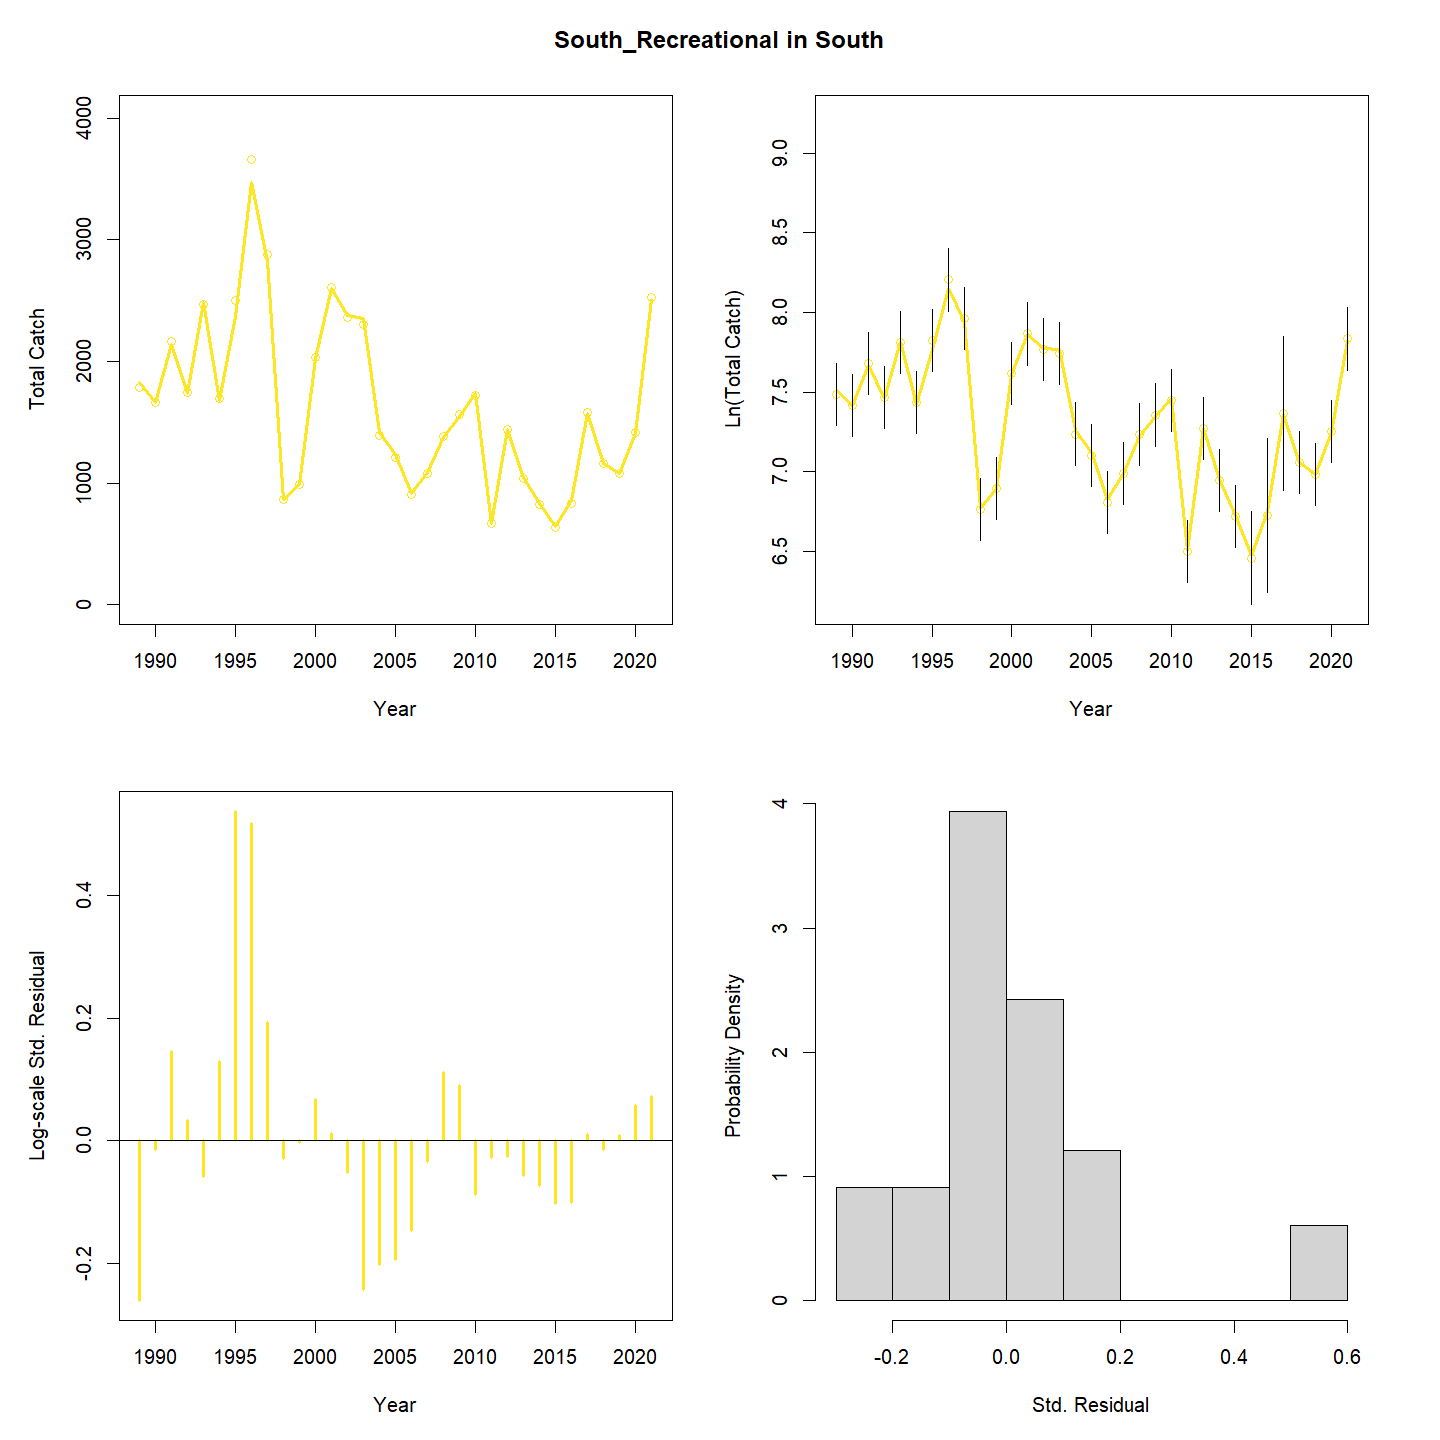 South_Recreational in South
Total Catch
4000
3000
2000
1000
0
1990 1995 2000 2005 2010 2015 2020
Year
Ln(Total Catch)
9.0
8.5
8.0
7.5
7.0
6.5
1990 1995 2000 2005 2010 2015 2020
Year
Log-scale Std. Residual
0.4
0.2
0.0
-0.2
1990 1995 2000 2005 2010 2015 2020
Year
Probability Density
4
3
2
1
0
-0.2 0.0 0.2 0.4 0.6
Std. Residual